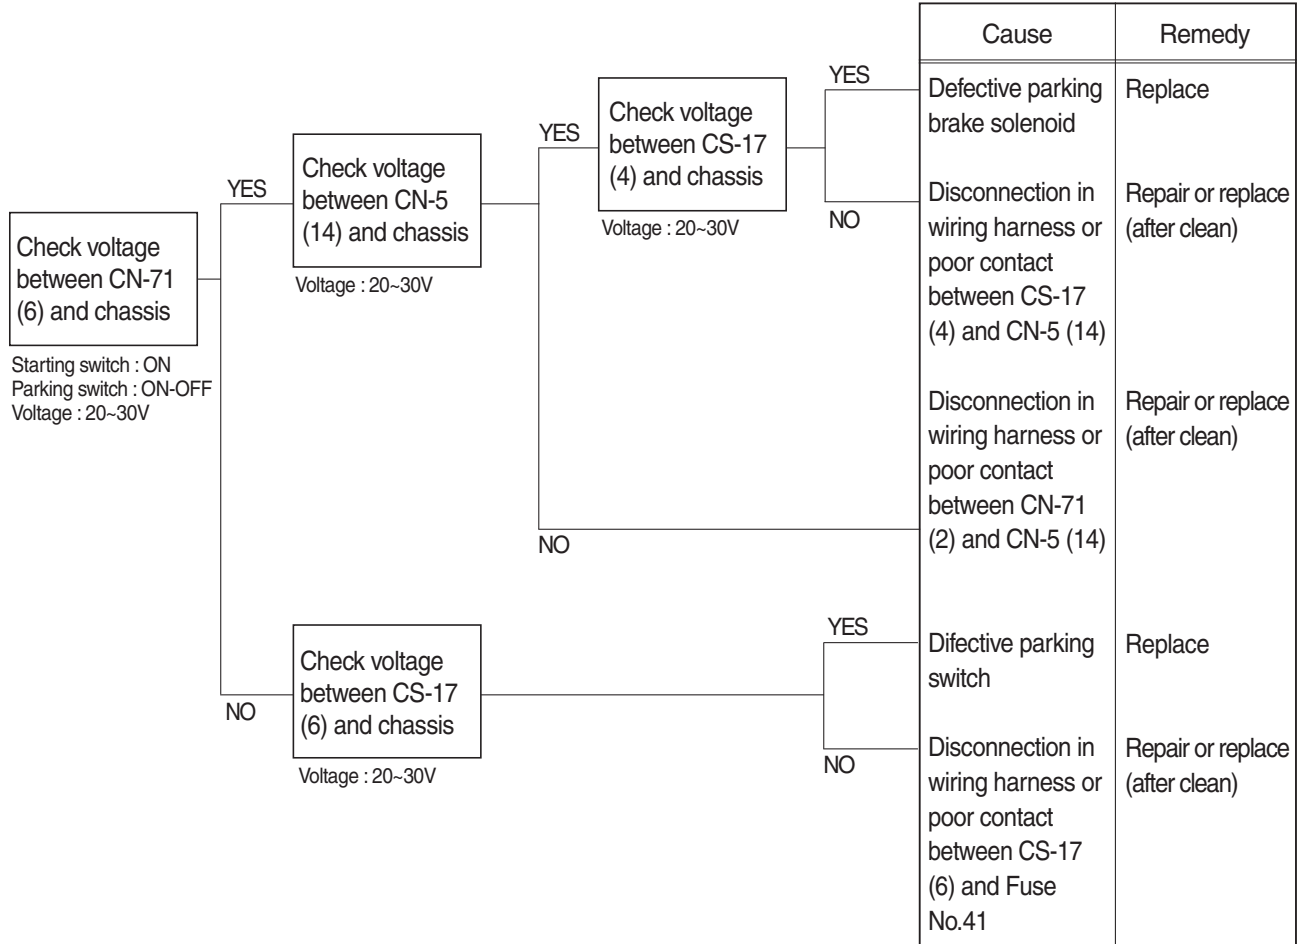 Check voltage
between CN-71
(6) and chassis
Starting switch : ON
Parking switch : ON-OFF
Voltage : 20~30V
YES
Check voltage
between CN-5
(14) and chassis
Voltage : 20~30V
YES
Check voltage
between CS-17
(4) and chassis
Voltage : 20~30V
YES
NO
NO
NO
Check voltage
between CS-17
(6) and chassis
Voltage : 20~30V
YES
NO
Cause
Remedy
Defective parking
brake solenoid
Replace
Disconnection in
wiring harness or
poor contact
between CS-17
(4) and CN-5 (14)
Repair or replace
(after clean)
Disconnection in
wiring harness or
poor contact
between CN-71
(2) and CN-5 (14)
Repair or replace
(after clean)
Difective parking
switch
Replace
Disconnection in
wiring harness or
poor contact
between CS-17
(6) and Fuse
No.41
Repair or replace
(after clean)